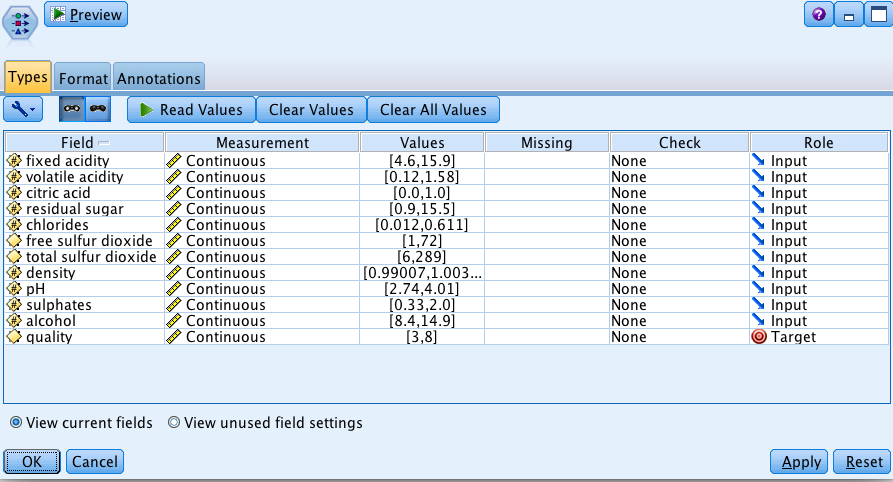 Preview
Types Format Annotations
Read Values Clear Values Clear All Values
Field Measurement Values Missing Check Role
fixed acidity Continuous [4.6,15.9] None Input
volatile acidity Continuous [0.12,1.58] None Input
citric acid Continuous [0.0,1.0] None Input
residual sugar Continuous [0.9,15.5] None Input
chlorides Continuous [0.012,0.611] None Input
free sulfur dioxide Continuous [1,72] None Input
total sulfur dioxide Continuous [6,289] None Input
density Continuous [0.99007,1.003... None Input
pH Continuous [2.74,4.01] None Input
sulphates Continuous [0.33,2.0] None Input
alcohol Continuous [8.4,14.9] None Input
quality Continuous [3,8] None Target
View current fields View unused field settings
OK Cancel Apply Reset